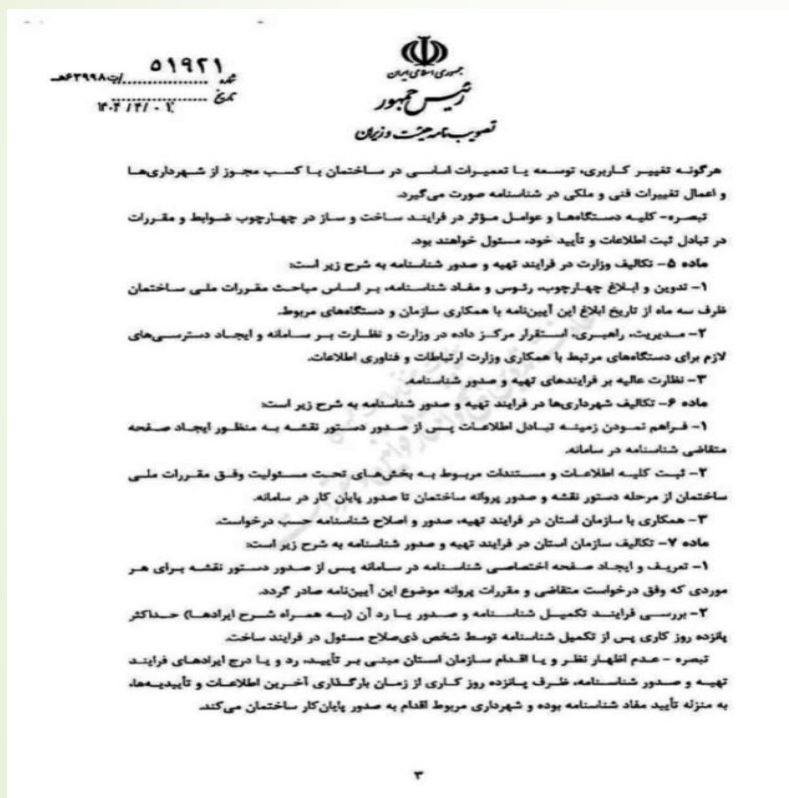 جمهوری اسلامی ایران
رئیس جمهور
تصویب نامه هیئت وزیران
شماره ۵۱۹۲۱/ت۶۳۹۹۸هـ
تاریخ
هرگونه تغییر کاربری، توسعه یا تعمیرات اساسی در ساختمان با کسب مجوز از شهرداری‌ها
و اعمال تغییرات فنی و ملکی در شناسنامه صورت می‌گیرد.
تبصره- کلیه دستگاه‌ها و عوامل مؤثر در فرایند ساخت و ساز در چهارچوب ضوابط و مقررات
در تبادل ثبت اطلاعات و تأیید خود، مسئول خواهند بود.
ماده ۵- تکالیف وزارت در فرایند تهیه و صدور شناسنامه به شرح زیر است:
۱- تدوین و ابلاغ چهارچوب، رئوس و مفاد شناسنامه، بر اساس مباحث مقررات ملی ساختمان
ظرف سه ماه از تاریخ ابلاغ این آیین‌نامه با همکاری سازمان و دستگاه‌های مربوط.
۲- مدیریت، راهبری، استقرار مرکز داده در وزارت و نظارت بر سامانه و ایجاد دسترسی‌های
لازم برای دستگاه‌های مرتبط با همکاری وزارت ارتباطات و فناوری اطلاعات.
۳- نظارت عالیه بر فرایندهای تهیه و صدور شناسنامه.
ماده ۶- تکالیف شهرداری‌ها در فرایند تهیه و صدور شناسنامه به شرح زیر است:
۱- فراهم نمودن زمینه تبادل اطلاعات پس از صدور دستور نقشه به منظور ایجاد صفحه
متقاضی شناسنامه در سامانه.
۲- ثبت کلیه اطلاعات و مستندات مربوط به بخش‌های تحت مسئولیت وفق مقررات ملی
ساختمان از مرحله دستور نقشه و صدور پروانه ساختمان تا صدور پایان کار در سامانه.
۳- همکاری با سازمان استان در فرایند تهیه، صدور و اصلاح شناسنامه حسب درخواست.
ماده ۷- تکالیف سازمان استان در فرایند تهیه و صدور شناسنامه به شرح زیر است:
۱- تعریف و ایجاد صفحه اختصاصی شناسنامه در سامانه پس از صدور دستور نقشه برای هر
موردی که وفق درخواست متقاضی و مقررات پروانه موضوع این آیین‌نامه صادر گردد.
۲- بررسی فرایند تکمیل شناسنامه و صدور یا رد آن (به همراه شرح ایرادها) حداکثر
پانزده روز کاری پس از تکمیل شناسنامه توسط شخص ذی‌صلاح مسئول در فرایند ساخت.
تبصره - عدم اظهار نظر و یا اقدام سازمان استان مبنی بر تأیید، رد و یا درج ایرادهای فرایند
تهیه و صدور شناسنامه، ظرف پانزده روز کاری از زمان بارگذاری آخرین اطلاعات و تأییدیه‌ها،
به منزله تأیید مفاد شناسنامه بوده و شهرداری مربوط اقدام به صدور پایان‌کار ساختمان می‌کند.
۳